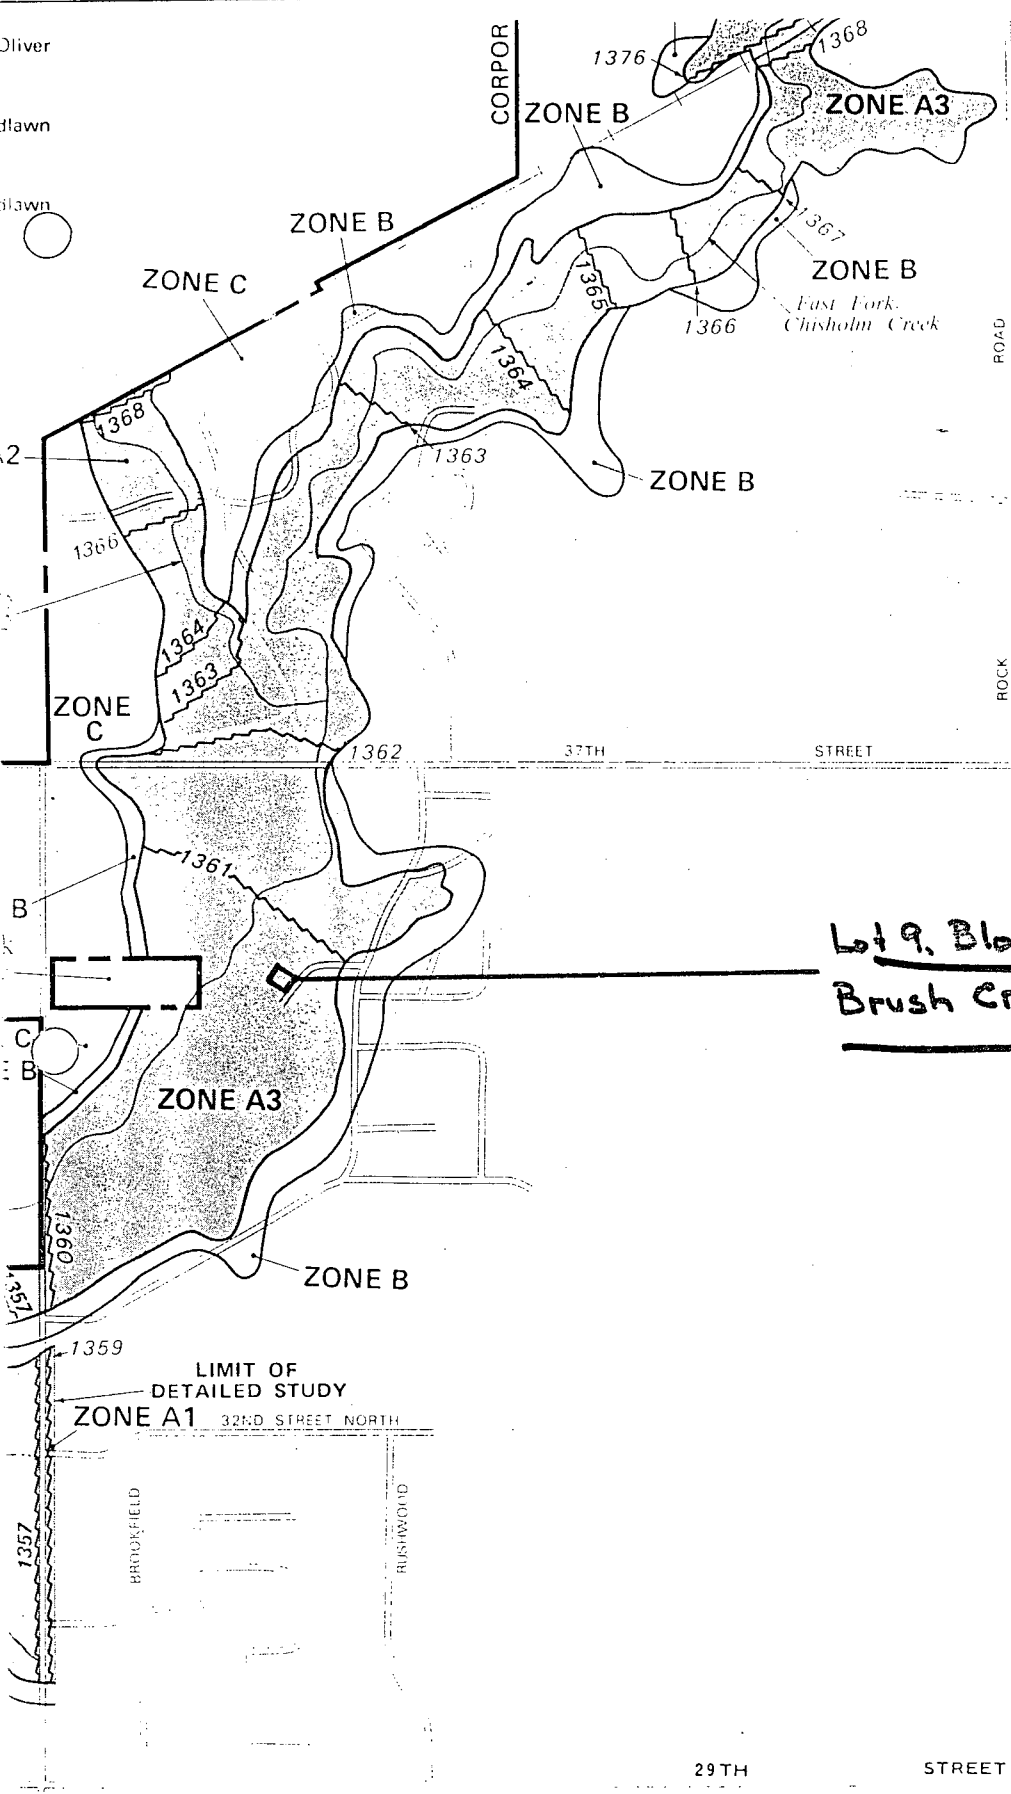 Oliver
1368
1376
CORPOR
ZONE B
ZONE A3
dlawn
dlawn
ZONE B
1367
ZONE C
1365
ZONE B
East Fork
Chisholm Creek
1366
ROAD
1364
1368
A2
1363
ZONE B
1366
1364
1363
ROCK
ZONE
C
1362
37TH
STREET
1361
B
Lot 9, Blo
Brush Cr
C
E B
ZONE A3
1360
ZONE B
1357
1359
LIMIT OF
DETAILED STUDY
ZONE A1
32ND STREET NORTH
BROOKFIELD
RUSHWOOD
1357
29TH
STREET